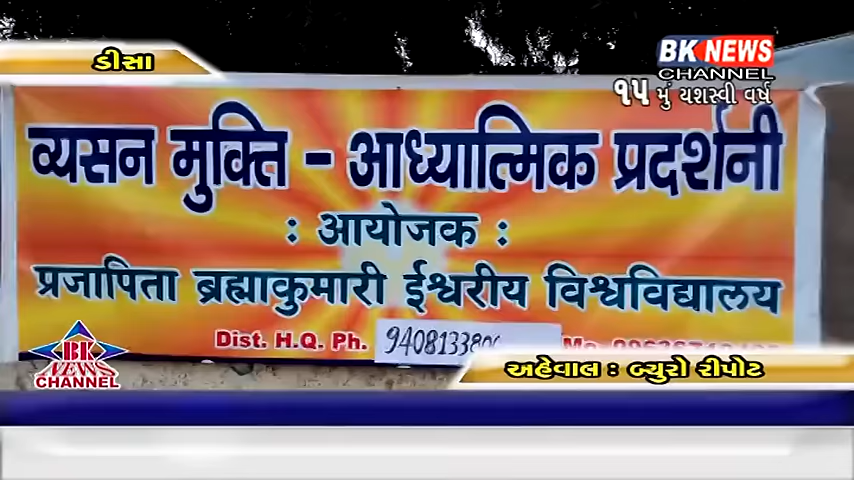 ડીસા
BK NEWS
CHANNEL
૧૫ મું યશસ્વી વર્ષ
व्यसन मुक्ति - आध्यात्मिक प्रदर्शनी
: आयोजक :
प्रजापिता ब्रह्माकुमारी ईश्वरीय विश्वविद्यालय
Dist. H.Q. Ph.
BK
NEWS
CHANNEL
અહેવાલ : બ્યુરો રીપોટ